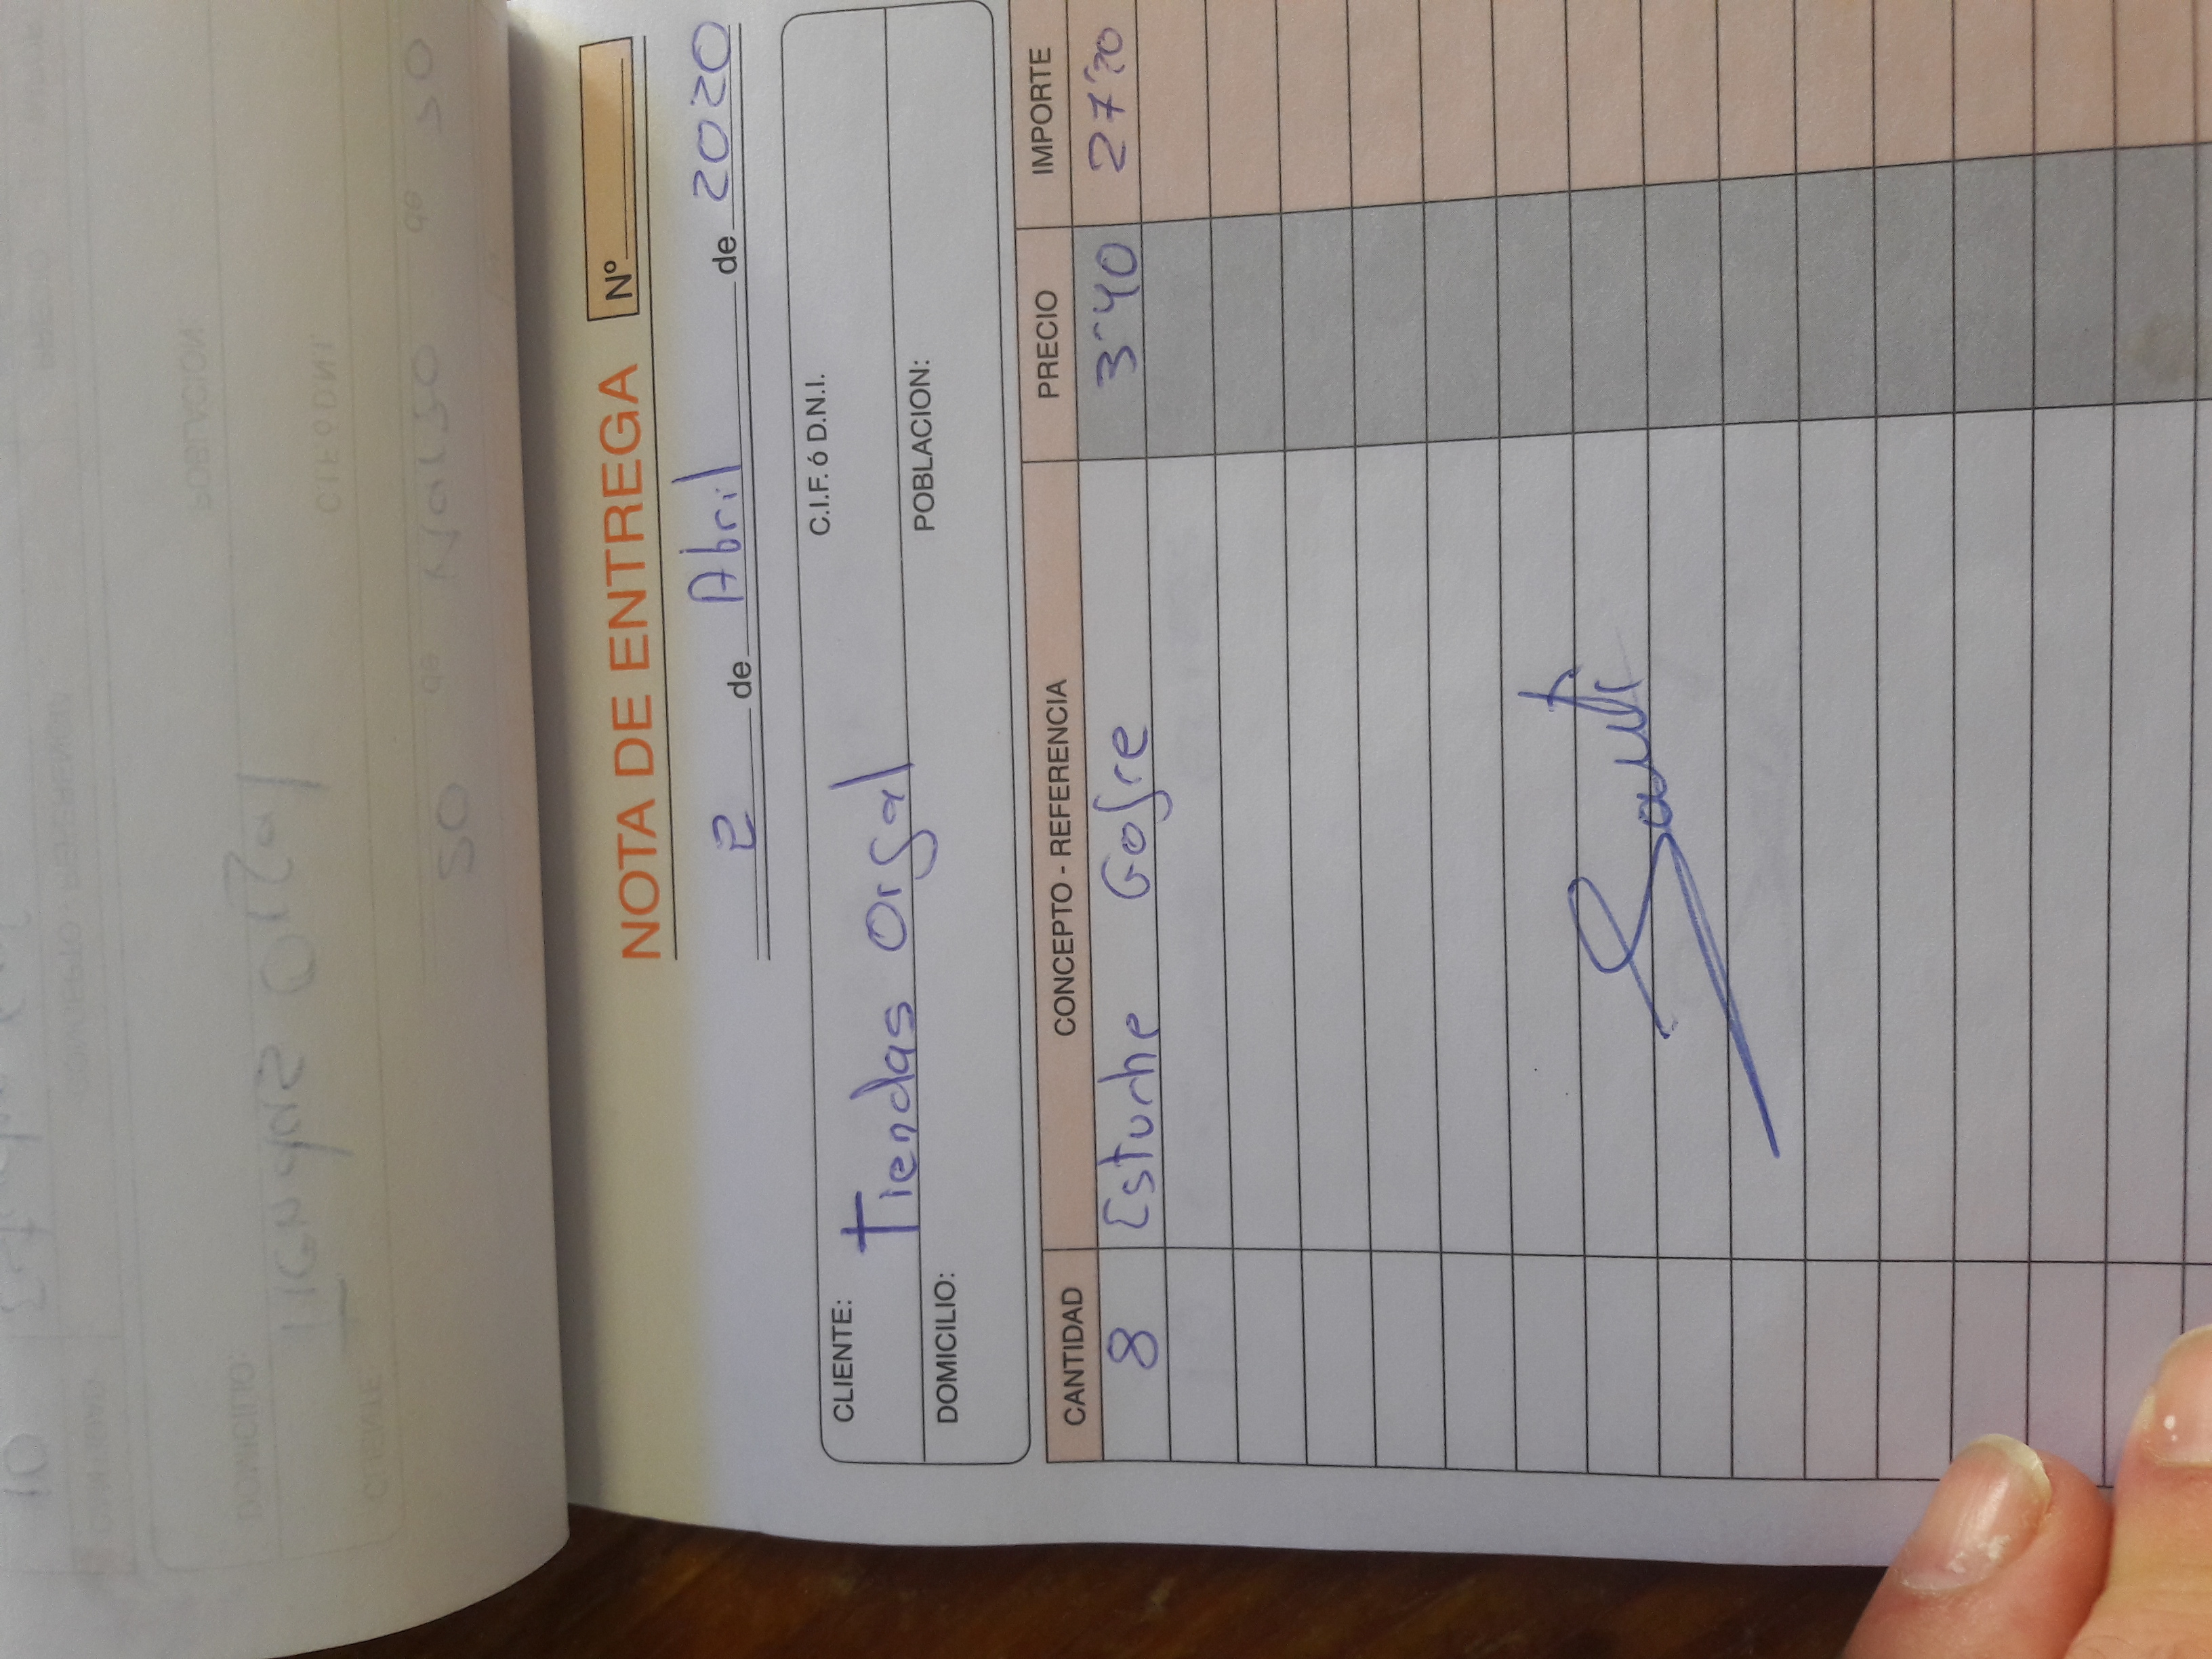 NOTA DE ENTREGA Nº
2 de Abril de 2020
CLIENTE: Tiendas Orgal C.I.F. ó D.N.I.
DOMICILIO: POBLACION:
CANTIDAD CONCEPTO - REFERENCIA PRECIO IMPORTE
8 Estuche Gofre 3'40 27'20